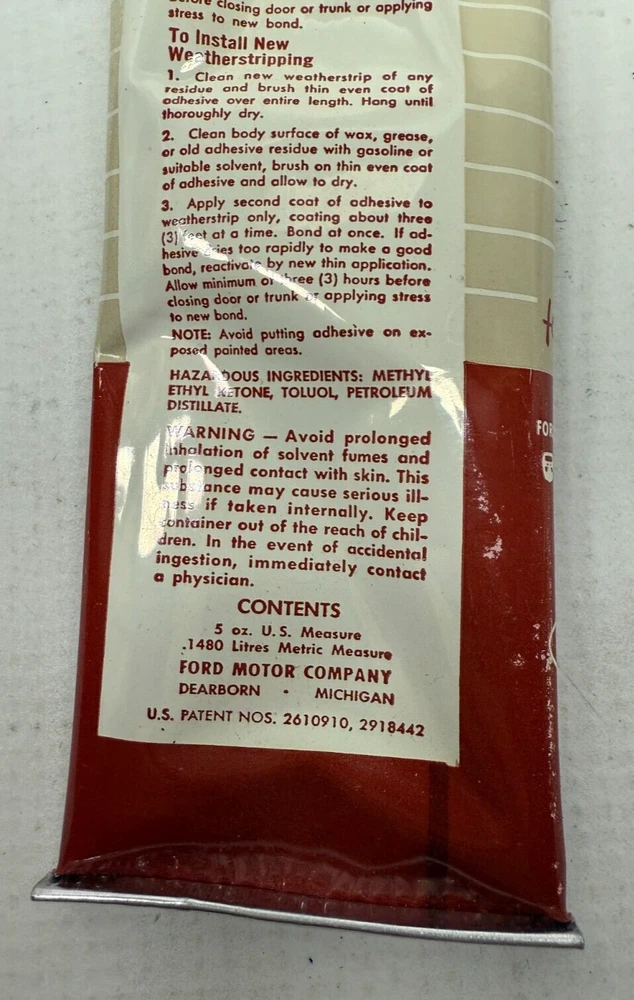 before closing door or trunk or applying
stress to new bond.
To Install New
Weatherstripping
1. Clean new weatherstrip of any
residue and brush thin even coat of
adhesive over entire length. Hang until
thoroughly dry.
2. Clean body surface of wax, grease,
or old adhesive residue with gasoline or
suitable solvent, brush on thin even coat
of adhesive and allow to dry.
3. Apply second coat of adhesive to
weatherstrip only, coating about three
(3) feet at a time. Bond at once. If ad-
hesive dries too rapidly to make a good
bond, reactivate by new thin application.
Allow minimum of three (3) hours before
closing door or trunk or applying stress
to new bond.
NOTE: Avoid putting adhesive on ex-
posed painted areas.
HAZARDOUS INGREDIENTS: METHYL
ETHYL KETONE, TOLUOL, PETROLEUM
DISTILLATE.
WARNING — Avoid prolonged
inhalation of solvent fumes and
prolonged contact with skin. This
substance may cause serious ill-
ness if taken internally. Keep
container out of the reach of chil-
dren. In the event of accidental
ingestion, immediately contact
a physician.
CONTENTS
5 oz. U.S. Measure
.1480 Litres Metric Measure
FORD MOTOR COMPANY
DEARBORN • MICHIGAN
U.S. PATENT NOS. 2610910, 2918442
FOR